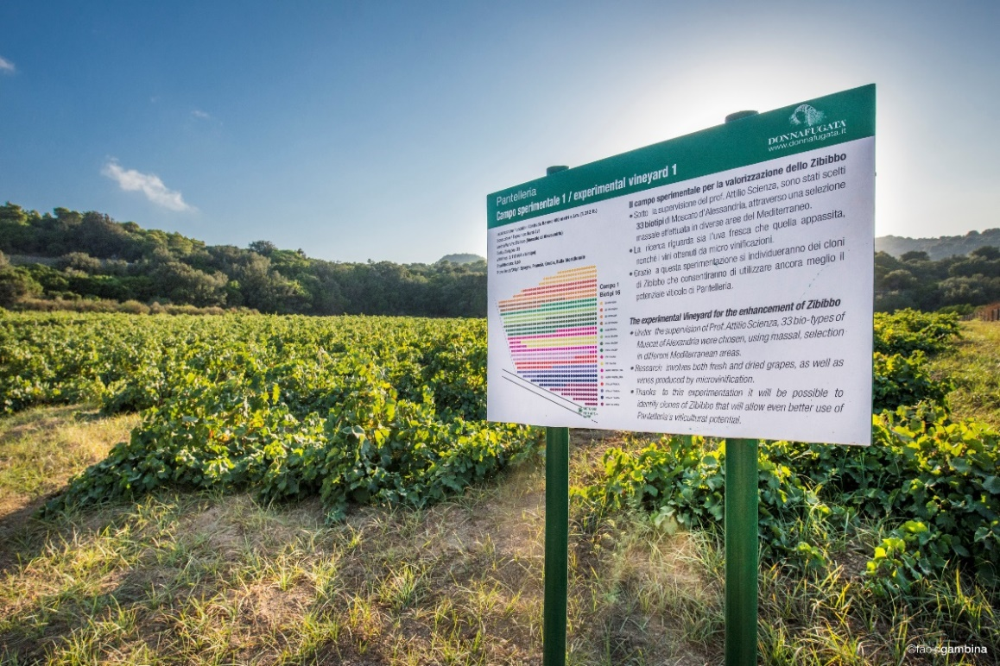 DONNAFUGATA
www.donnafugata.it
Pantelleria
Campo sperimentale 1 / experimental vineyard 1
Campo 1
Biotipi 16
Il campo sperimentale per la valorizzazione dello Zibibbo
• Sotto la supervisione del prof. Attilio Scienza, sono stati scelti
33 biotipi di Moscato d'Alessandria, attraverso una selezione
massale effettuata in diverse aree del Mediterraneo.
• La ricerca riguarda sia l'uva fresca che quella appassita,
nonché i vini ottenuti da micro vinificazioni.
• Grazie a questa sperimentazione si individueranno dei cloni
di Zibibbo che consentiranno di utilizzare ancora meglio il
potenziale viticolo di Pantelleria.
The experimental Vineyard for the enhancement of Zibibbo
• Under the supervision of Prof. Attilio Scienza, 33 bio-types of
Muscat of Alexandria were chosen, using massal, selection
in different Mediterranean areas.
• Research involves both fresh and dried grapes, as well as
wines produced by microvinification.
• Thanks to this experimentation it will be possible to
identify clones of Zibibbo that will allow even better use of
Pantelleria's viticultural potential.
©fabiogambina